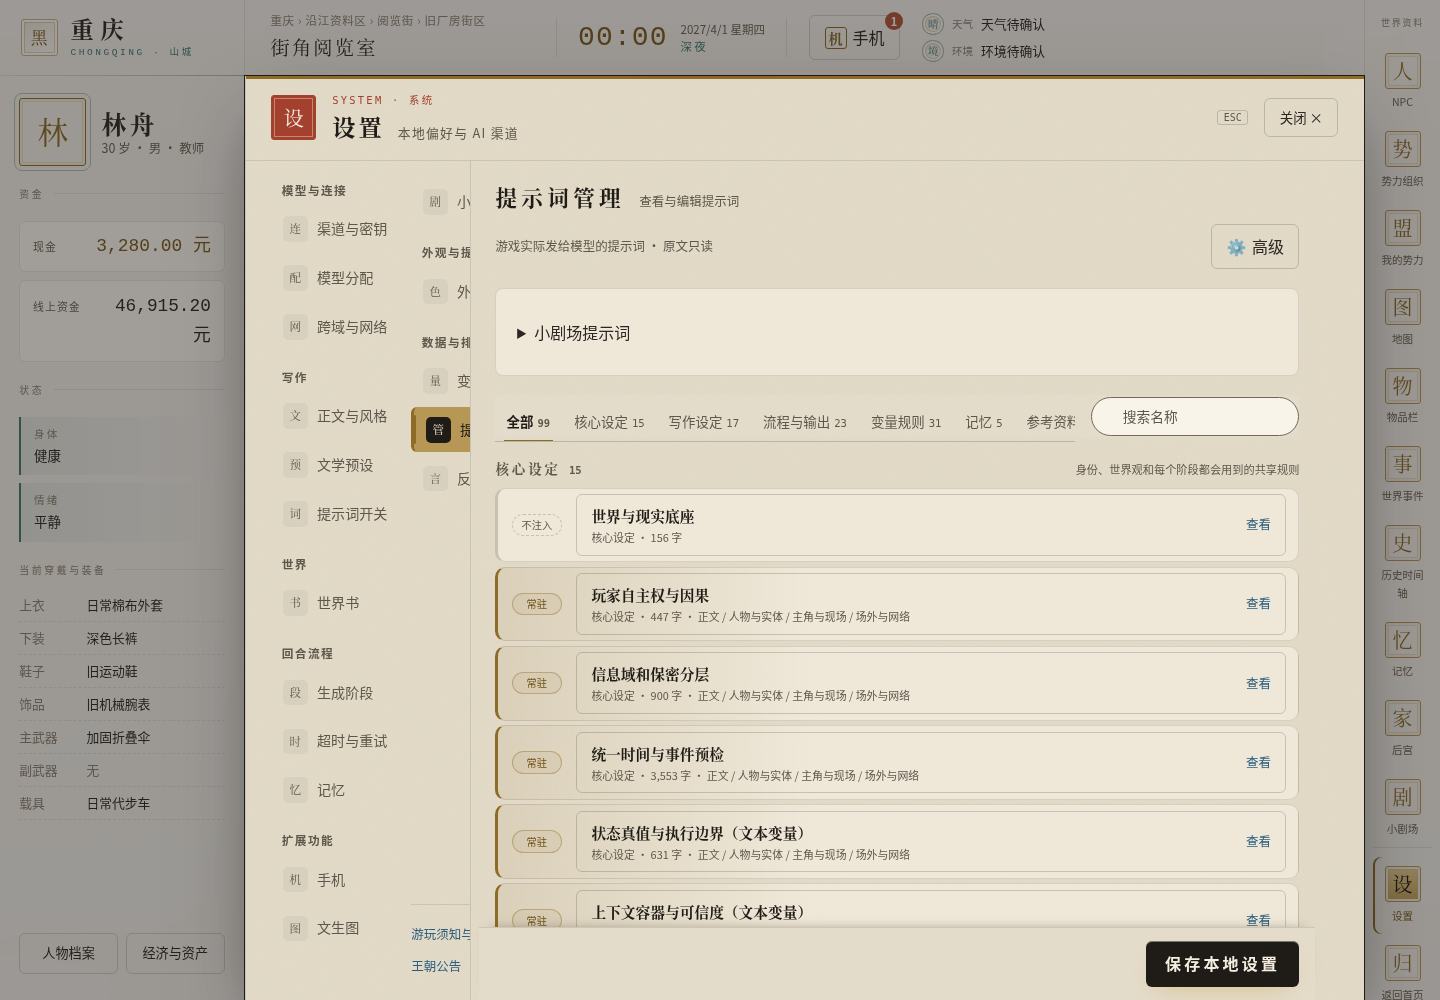 黑
重庆
CHONGQING · 山城
重庆 › 沿江资料区 › 阅览街 › 旧厂房街区
街角阅览室
00:00
2027/4/1 星期四
深夜
机 手机 1
晴 天气 天气待确认
境 环境 环境待确认
林
林舟
30 岁 · 男 · 教师
资金
现金 3,280.00 元
线上资金 46,915.20 元
状态
身体
健康
情绪
平静
当前穿戴与装备
上衣 日常棉布外套
下装 深色长裤
鞋子 旧运动鞋
饰品 旧机械腕表
主武器 加固折叠伞
副武器 无
载具 日常代步车
人物档案
经济与资产
设
SYSTEM · 系统
设置 本地偏好与 AI 渠道
ESC
关闭 ×
模型与连接
连 渠道与密钥
配 模型分配
网 跨域与网络
写作
文 正文与风格
预 文学预设
词 提示词开关
世界
书 世界书
回合流程
段 生成阶段
时 超时与重试
忆 记忆
扩展功能
机 手机
图 文生图
剧 小
外观与提
色 外
数据与排
量 变
管 提
言 反
游玩须知与
王朝公告
提示词管理 查看与编辑提示词
游戏实际发给模型的提示词 · 原文只读
⚙️ 高级
▶ 小剧场提示词
全部 99 核心设定 15 写作设定 17 流程与输出 23 变量规则 31 记忆 5 参考资料
搜索名称
核心设定 15
身份、世界观和每个阶段都会用到的共享规则
不注入
世界与现实底座
核心设定 · 156 字
查看
常驻
玩家自主权与因果
核心设定 · 447 字 · 正文 / 人物与实体 / 主角与现场 / 场外与网络
查看
常驻
信息域和保密分层
核心设定 · 900 字 · 正文 / 人物与实体 / 主角与现场 / 场外与网络
查看
常驻
统一时间与事件预检
核心设定 · 3,553 字 · 正文 / 人物与实体 / 主角与现场 / 场外与网络
查看
常驻
状态真值与执行边界（文本变量）
核心设定 · 631 字 · 正文 / 人物与实体 / 主角与现场 / 场外与网络
查看
常驻
上下文容器与可信度（文本变量）
查看
保存本地设置
世界资料
人
NPC
势
势力组织
盟
我的势力
图
地图
物
物品栏
事
世界事件
史
历史时间轴
忆
记忆
家
后宫
剧
小剧场
设
设置
归
返回首页